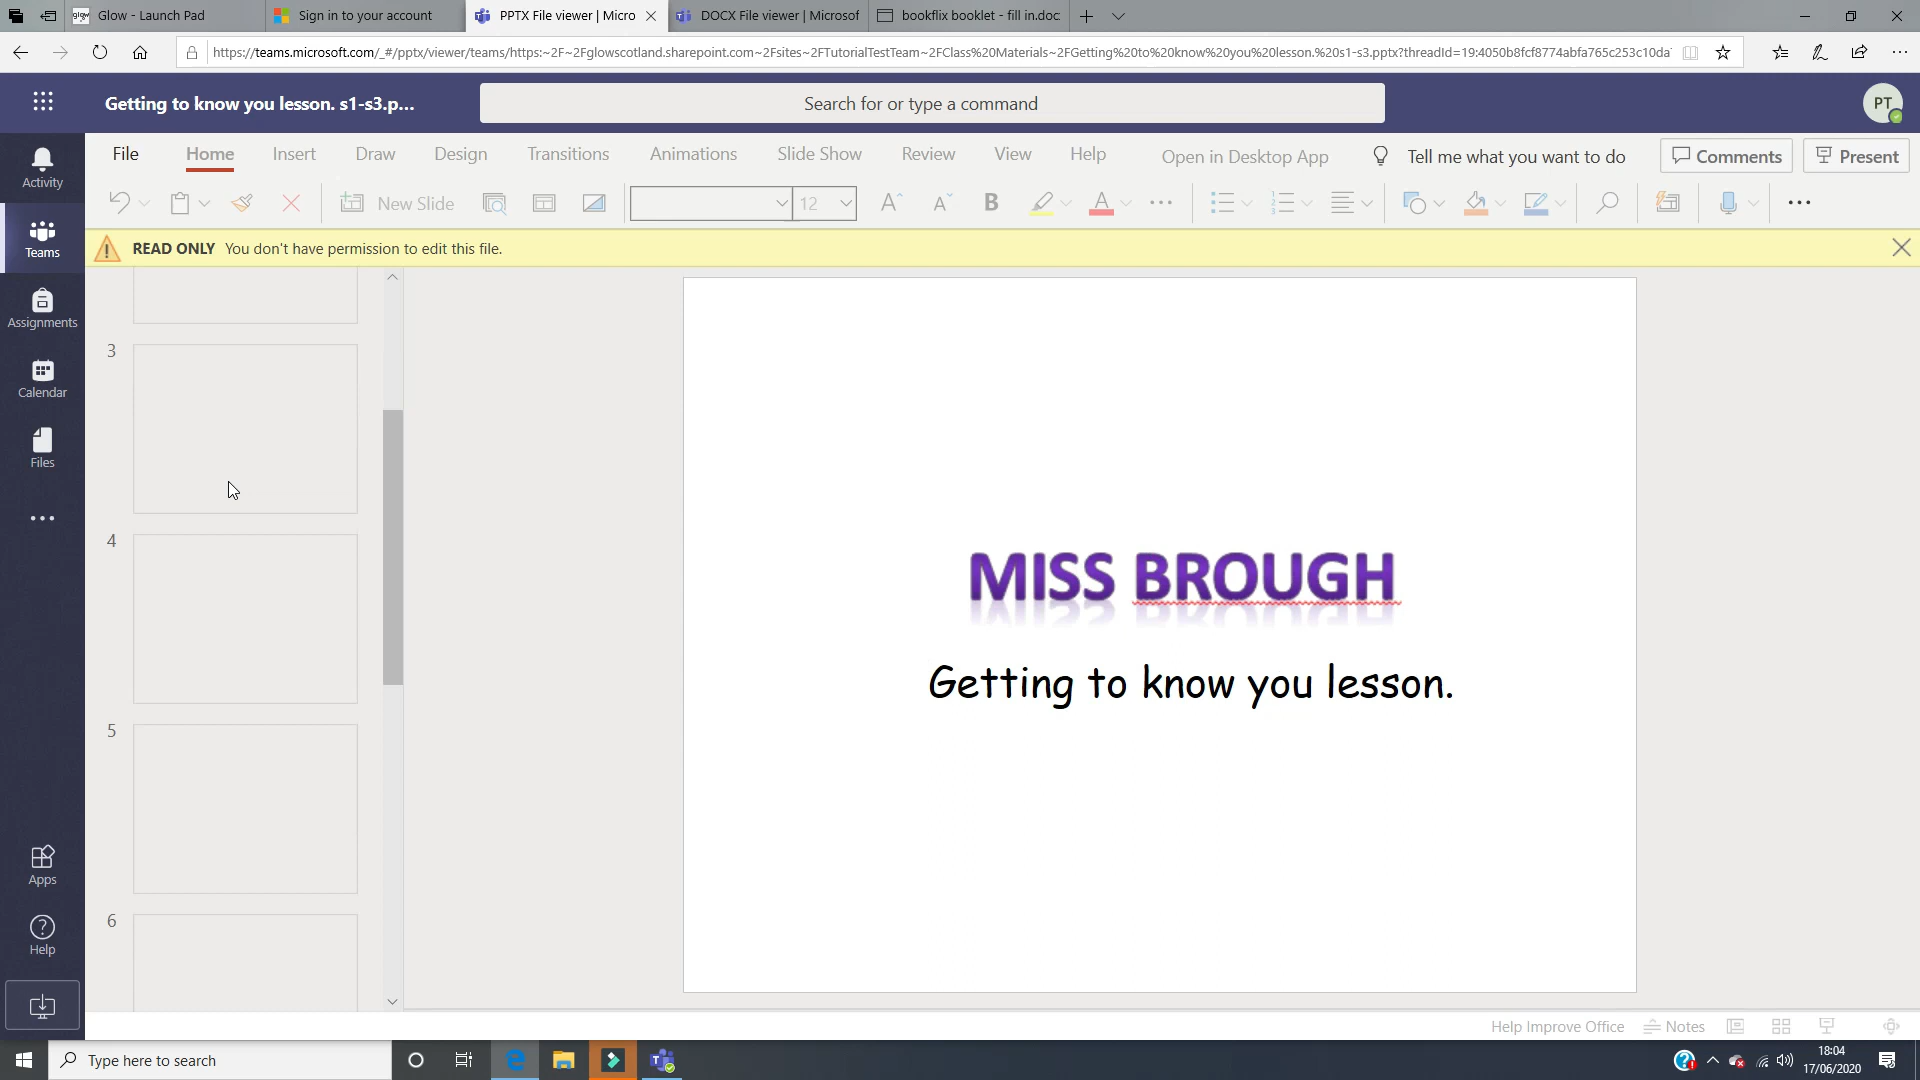 Glow - Launch Pad
Sign in to your account
PPTX File viewer | Micro
DOCX File viewer | Microsof
bookflix booklet - fill in.doc
https://teams.microsoft.com/_#/pptx/viewer/teams/https:~2F~2Fglowscotland.sharepoint.com~2Fsites~2FTutorialTestTeam~2FClass%20Materials~2FGetting%20to%20know%20you%20lesson.%20s1-s3.pptx?threadId=19:4050b8fcf8774abfa765c253c10da
Getting to know you lesson. s1-s3.p...
Search for or type a command
PT
File Home Insert Draw Design Transitions Animations Slide Show Review View Help Open in Desktop App Tell me what you want to do Comments Present
New Slide
12
READ ONLY You don't have permission to edit this file.
Activity
Teams
Assignments
Calendar
Files
Apps
Help
3
4
5
6
MISS BROUGH
Getting to know you lesson.
Help Improve Office Notes
Type here to search
18:04
17/06/2020